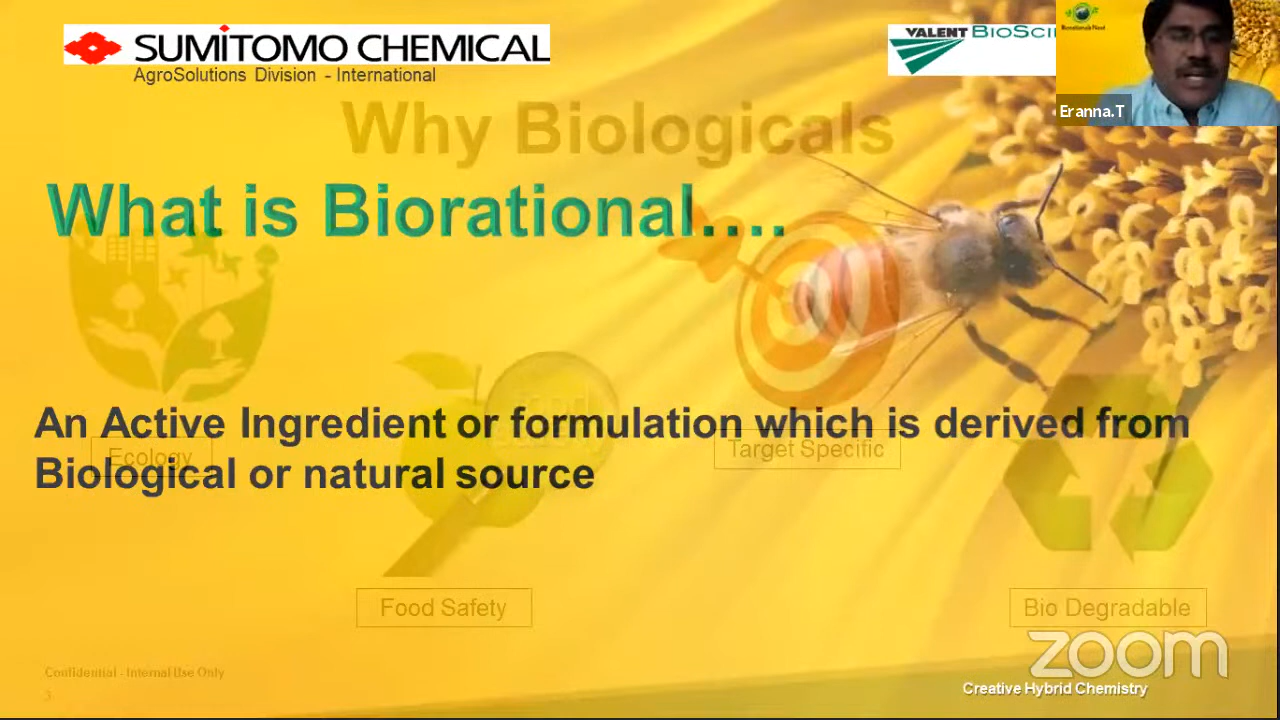 SUMITOMO CHEMICAL
AgroSolutions Division - International
VALENT BIOSCI
Eranna.T
Why Biologicals
What is Biorational....
An Active Ingredient or formulation which is derived from
Biological or natural source
Ecology
Target Specific
Food Safety
Bio Degradable
zoom
Confidential - Internal Use Only
3
Creative Hybrid Chemistry